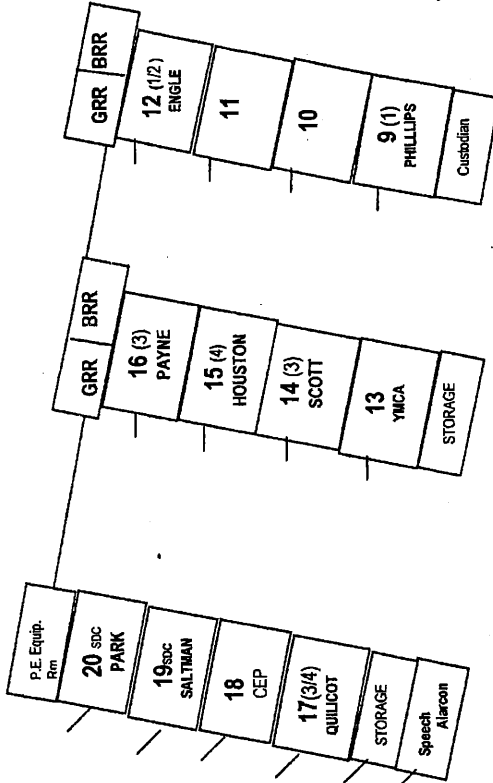 P.E. Equip.
Rm
20 SDC
PARK
19 SDC
SALTMAN
18
CEP
17(3/4)
QUILICOT
STORAGE
Speech
Alarcon
GRR
BRR
16 (3)
PAYNE
15 (4)
HOUSTON
14 (3)
SCOTT
13
YMCA
STORAGE
GRR
BRR
12 (1/2)
ENGLE
11
10
9 (1)
PHILLLIPS
Custodian